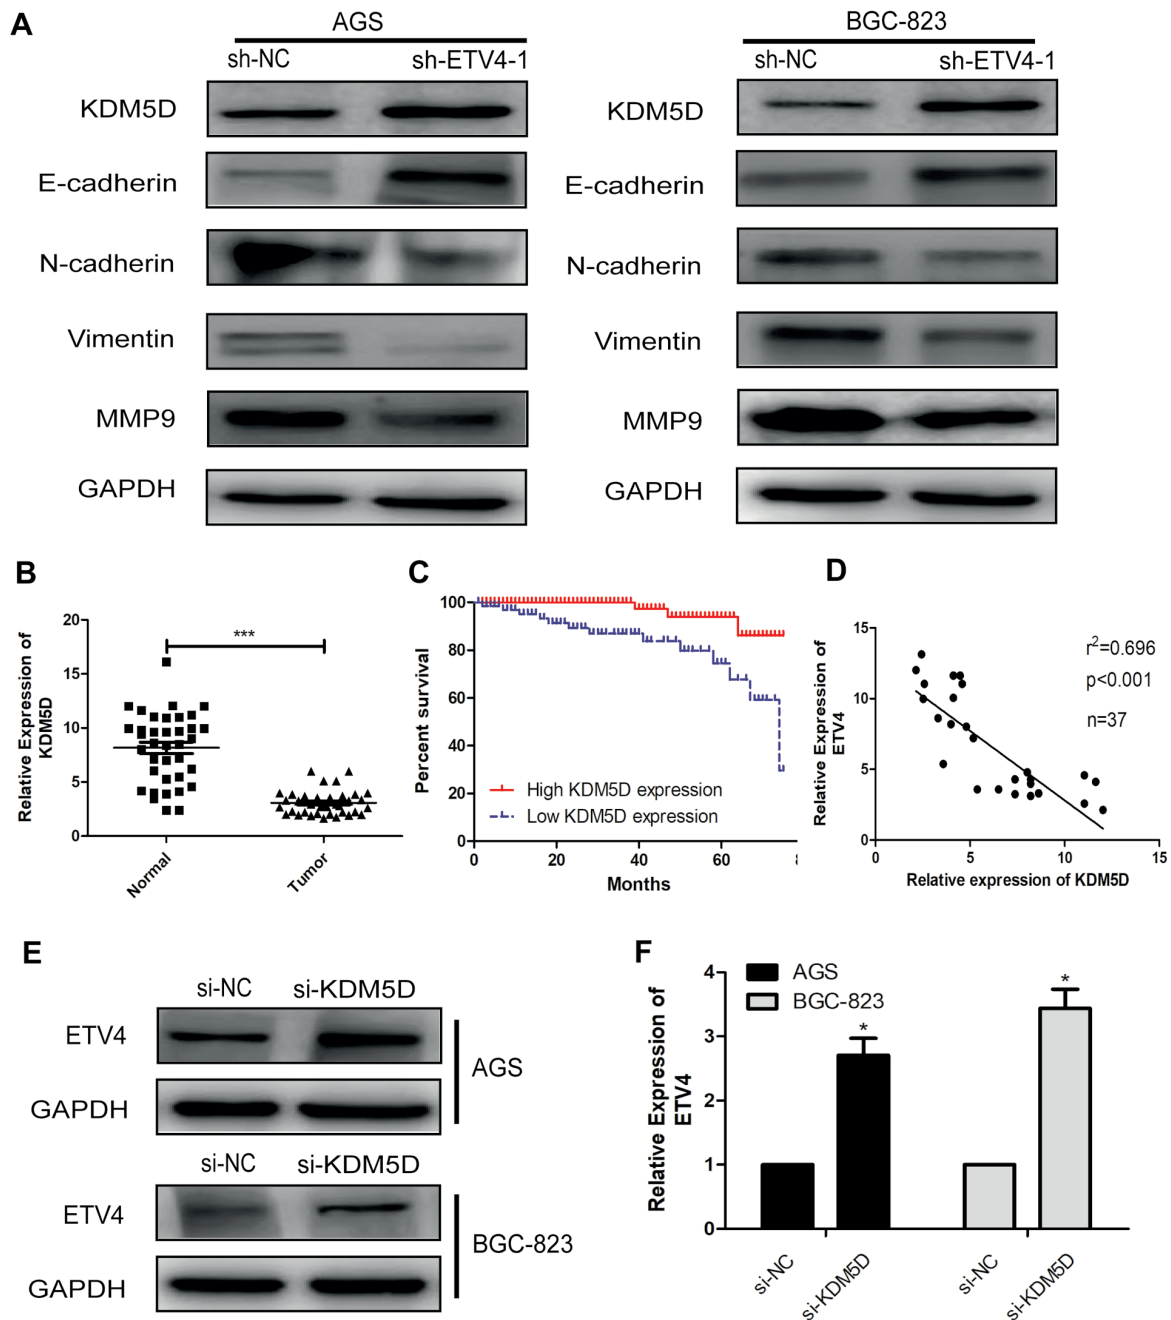 A
AGS
BGC-823
sh-NC
sh-ETV4-1
sh-NC
sh-ETV4-1
KDM5D
KDM5D
E-cadherin
E-cadherin
N-cadherin
N-cadherin
Vimentin
Vimentin
MMP9
MMP9
GAPDH
GAPDH
B
Relative Expression of
KDM5D
20
15
10
5
0
***
Normal
Tumor
C
Percent survival
100
80
60
40
20
0
High KDM5D expression
Low KDM5D expression
0
20
40
60
Months
D
Relative Expression of
ETV4
15
10
5
0
r²=0.696
p<0.001
n=37
0
5
10
15
Relative expression of KDM5D
E
si-NC
si-KDM5D
ETV4
GAPDH
AGS
si-NC
si-KDM5D
ETV4
GAPDH
BGC-823
F
AGS
BGC-823
Relative Expression of
ETV4
4
3
2
1
0
*
*
si-NC
si-KDM5D
si-NC
si-KDM5D